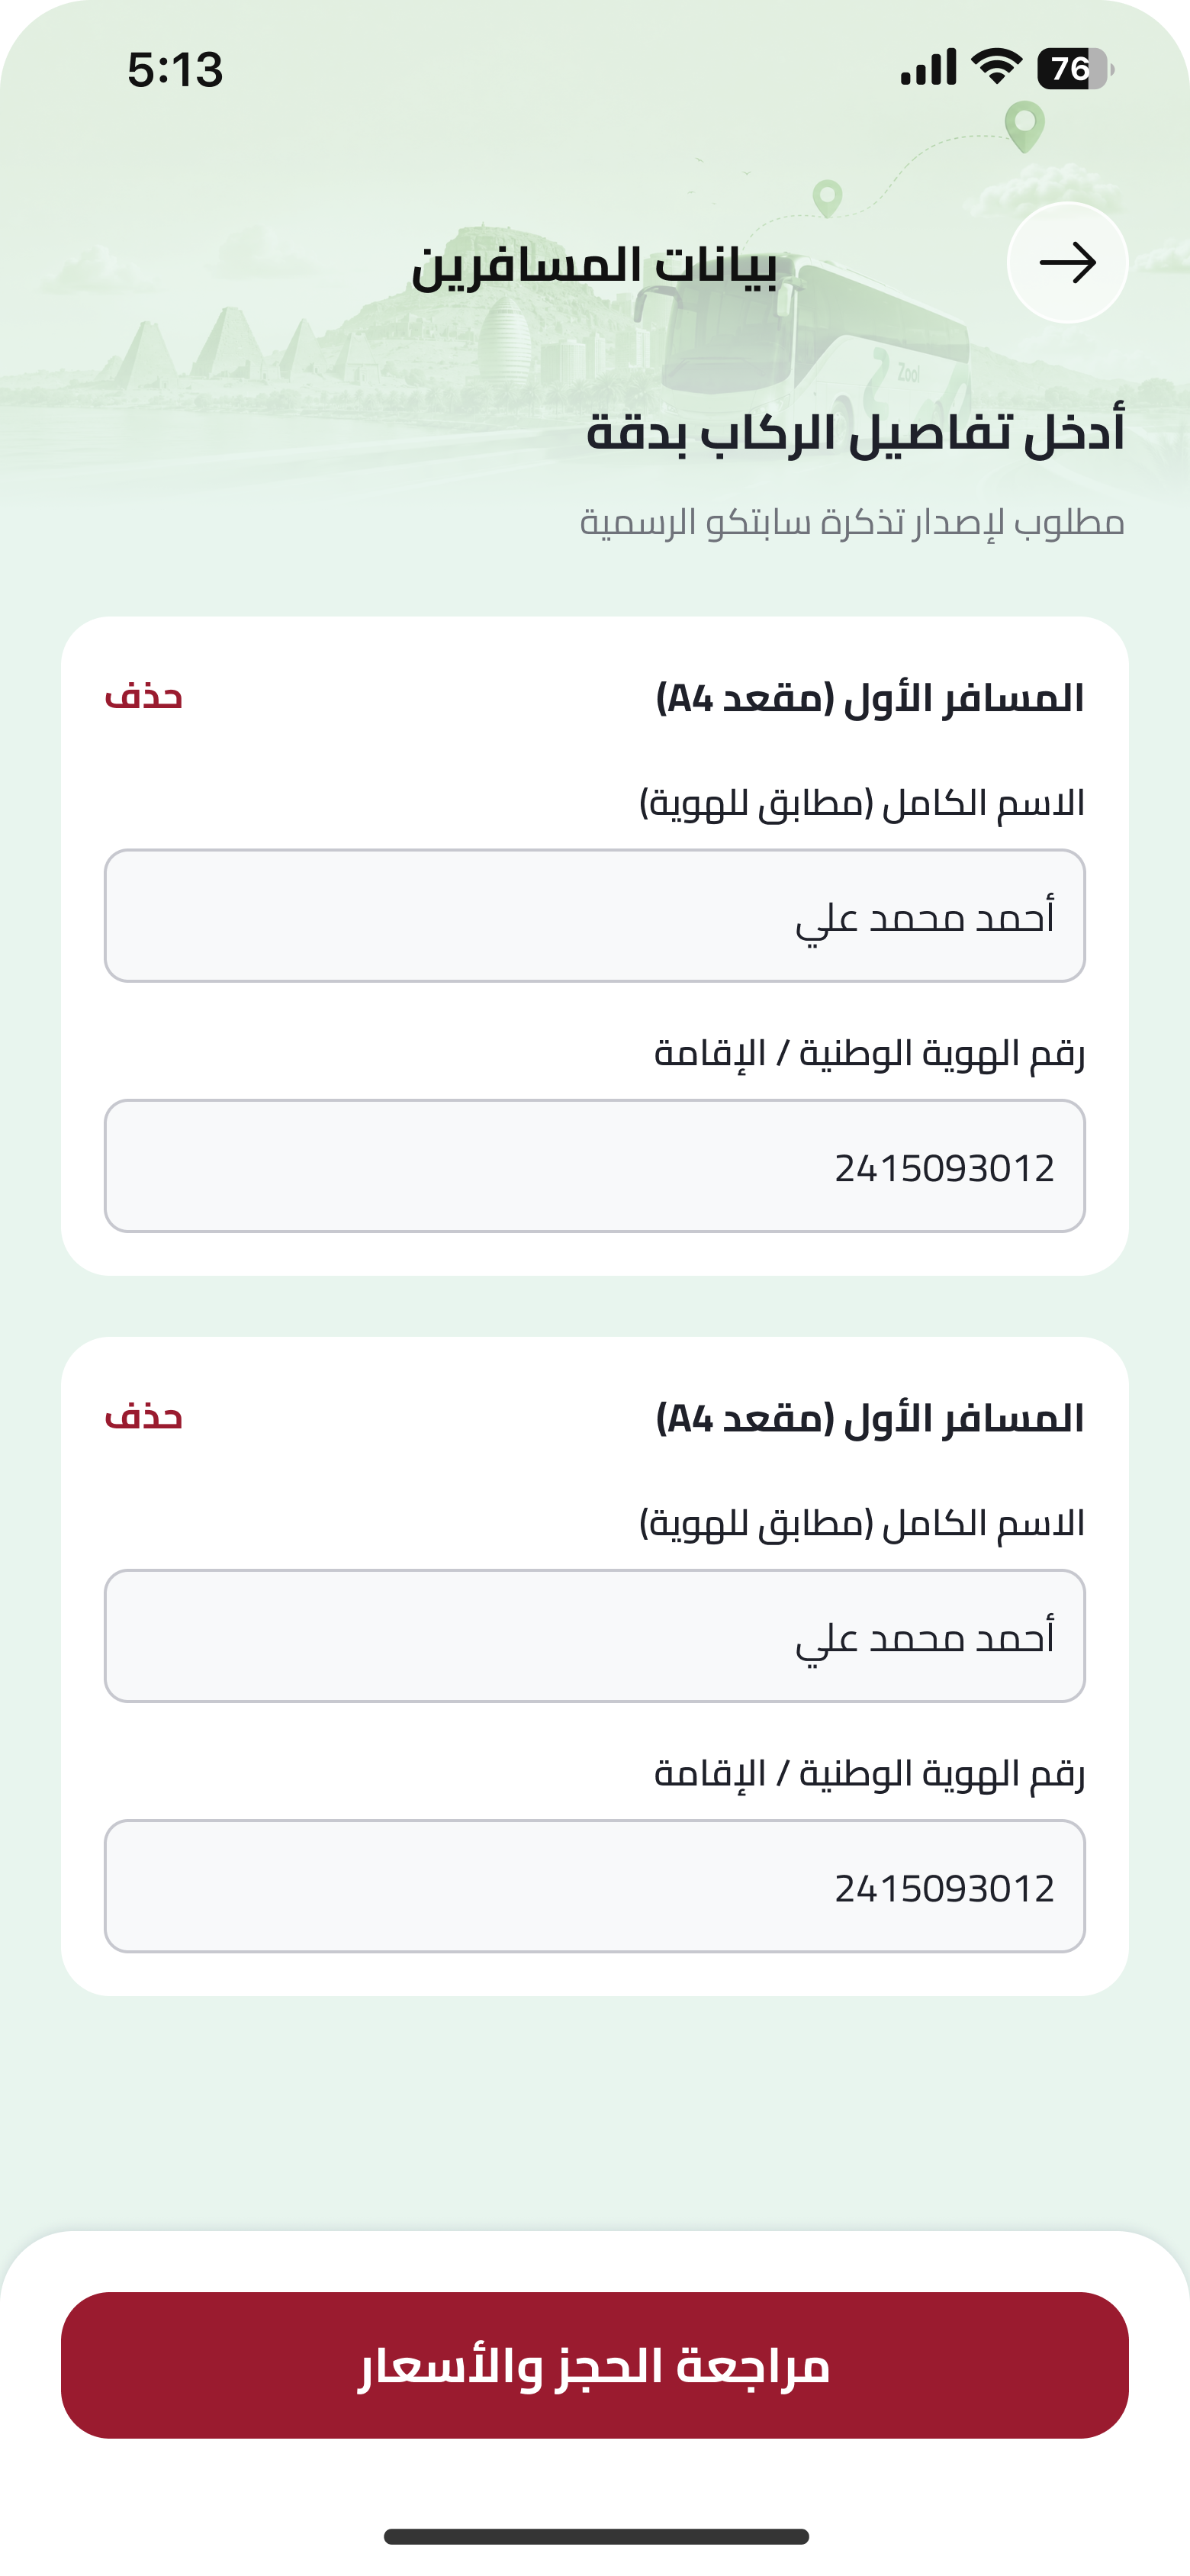 5:13
76
بيانات المسافرين
Zool
أدخل تفاصيل الركاب بدقة
مطلوب لإصدار تذكرة سابتكو الرسمية
المسافر الأول (مقعد A4)
حذف
الاسم الكامل (مطابق للهوية)
أحمد محمد علي
رقم الهوية الوطنية / الإقامة
2415093012
المسافر الأول (مقعد A4)
حذف
الاسم الكامل (مطابق للهوية)
أحمد محمد علي
رقم الهوية الوطنية / الإقامة
2415093012
مراجعة الحجز والأسعار